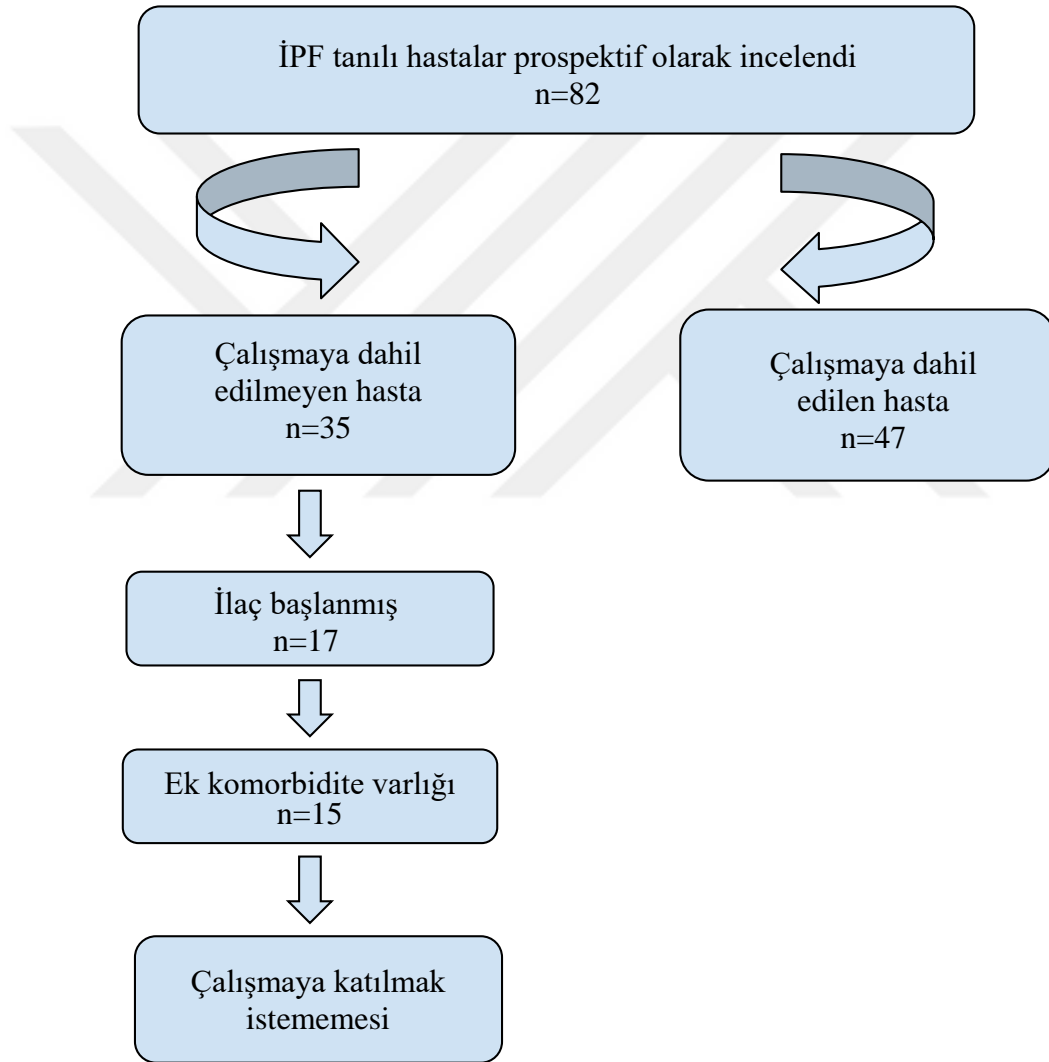 İPF tanılı hastalar prospektif olarak incelendi
n=82
Çalışmaya dahil
edilmeyen hasta
n=35
Çalışmaya dahil
edilen hasta
n=47
İlaç başlanmış
n=17
Ek komorbidite varlığı
n=15
Çalışmaya katılmak
istememesi